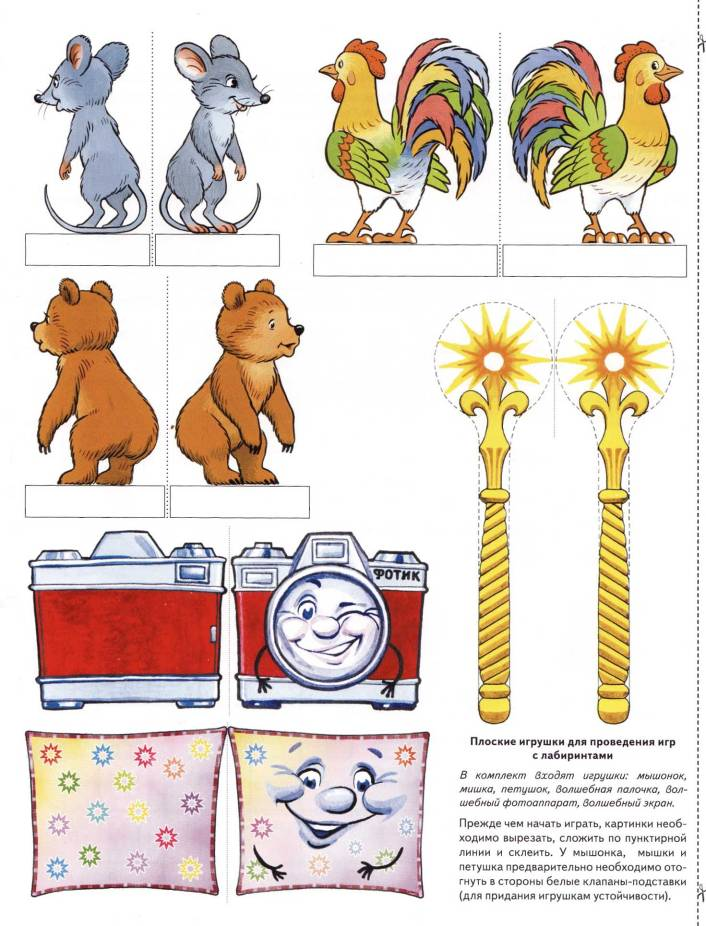 ФОТИК
Плоские игрушки для проведения игр
с лабиринтами
В комплект входят игрушки: мышонок,
мишка, петушок, волшебная палочка, вол-
шебный фотоаппарат, волшебный экран.
Прежде чем начать играть, картинки необ-
ходимо вырезать, сложить по пунктирной
линии и склеить. У мышонка, мышки и
петушка предварительно необходимо ото-
гнуть в стороны белые клапаны-подставки
(для придания игрушкам устойчивости).